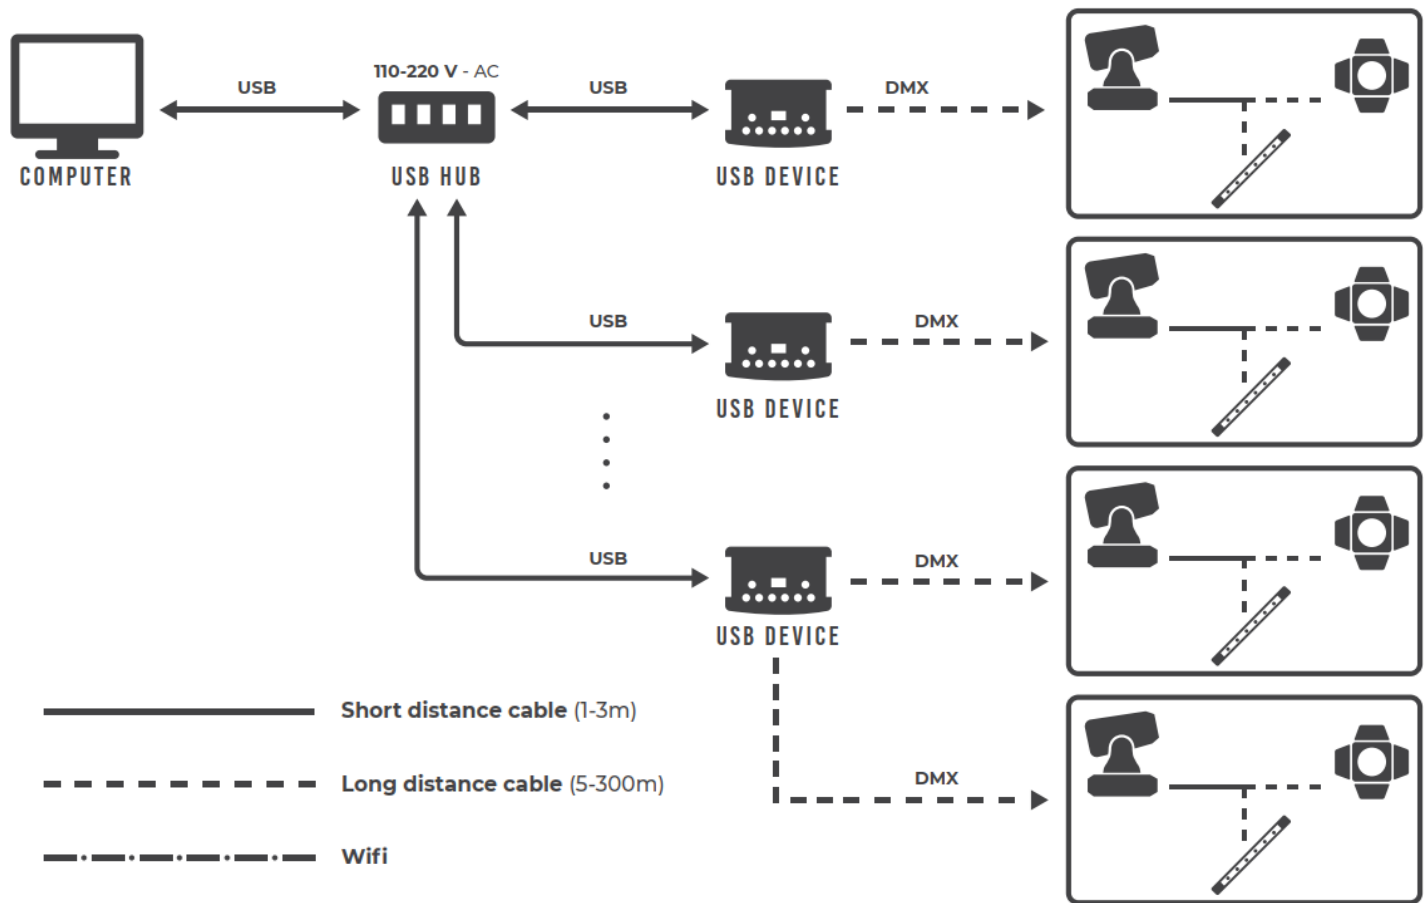 110-220 V - AC
USB
USB
DMX
COMPUTER
USB HUB
USB DEVICE
USB
DMX
USB DEVICE
USB
DMX
USB DEVICE
Short distance cable (1-3m)
Long distance cable (5-300m)
DMX
Wifi